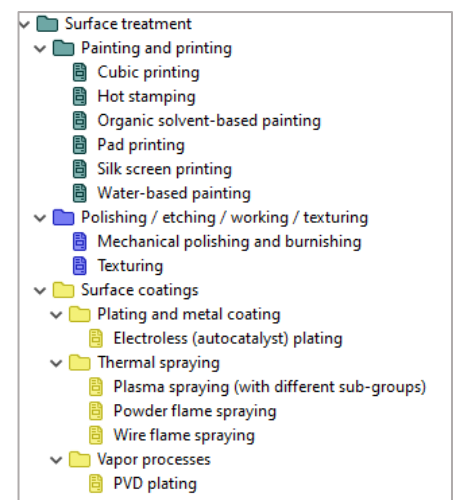 Surface treatment
Painting and printing
Cubic printing
Hot stamping
Organic solvent-based painting
Pad printing
Silk screen printing
Water-based painting
Polishing / etching / working / texturing
Mechanical polishing and burnishing
Texturing
Surface coatings
Plating and metal coating
Electroless (autocatalyst) plating
Thermal spraying
Plasma spraying (with different sub-groups)
Powder flame spraying
Wire flame spraying
Vapor processes
PVD plating